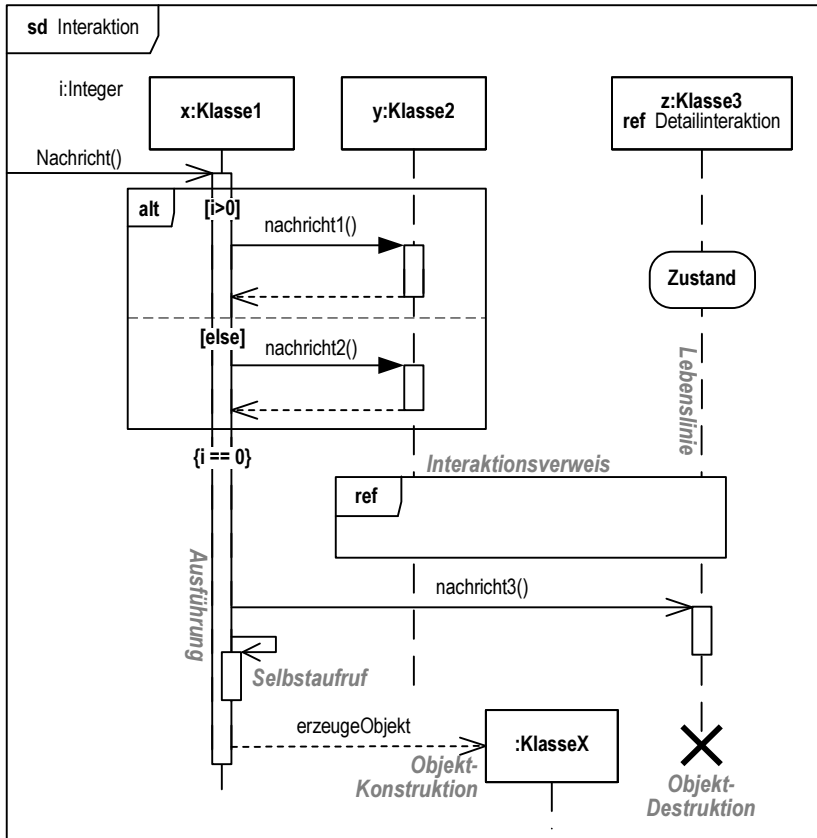 sd Interaktion
i:Integer
x:Klasse1
y:Klasse2
z:Klasse3
ref Detailinteraktion
Nachricht()
alt
[i>0]
nachricht1()
Zustand
[else]
nachricht2()
Lebenslinie
{i == 0}
Interaktionsverweis
ref
Ausführung
nachricht3()
Selbstaufruf
erzeugeObjekt
:KlasseX
Objekt-
Konstruktion
Objekt-
Destruktion